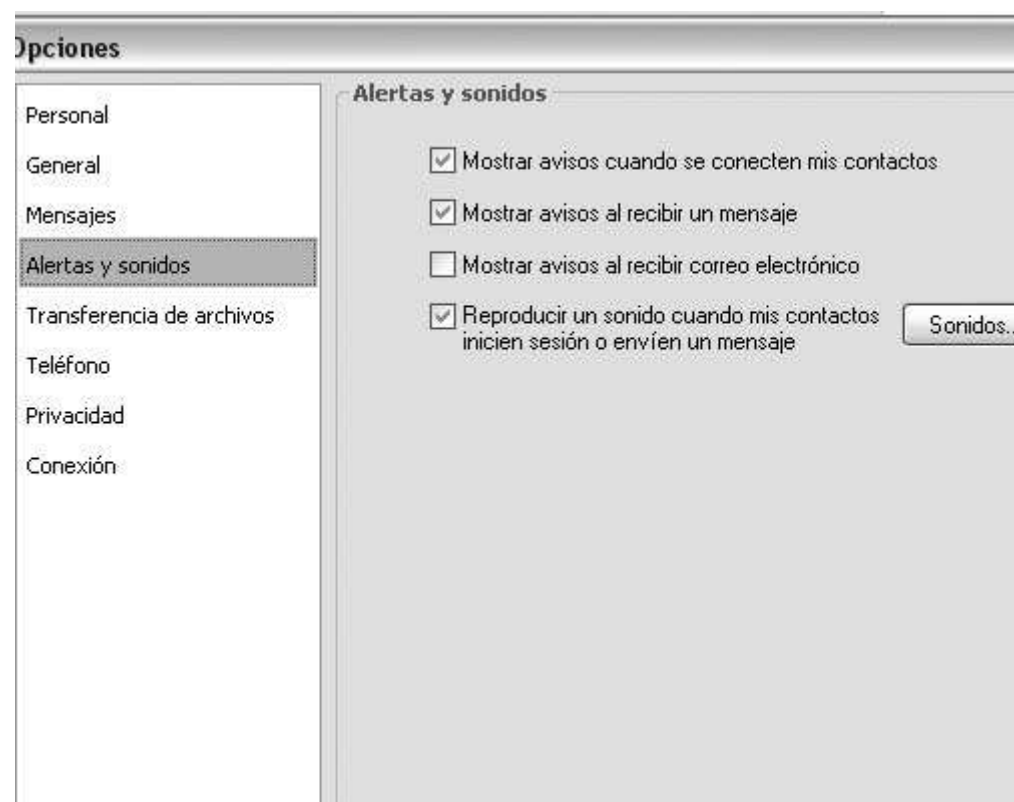 Opciones
Personal
General
Mensajes
Alertas y sonidos
Transferencia de archivos
Teléfono
Privacidad
Conexión
Alertas y sonidos
Mostrar avisos cuando se conecten mis contactos
Mostrar avisos al recibir un mensaje
Mostrar avisos al recibir correo electrónico
Reproducir un sonido cuando mis contactos
inicien sesión o envíen un mensaje
Sonidos..